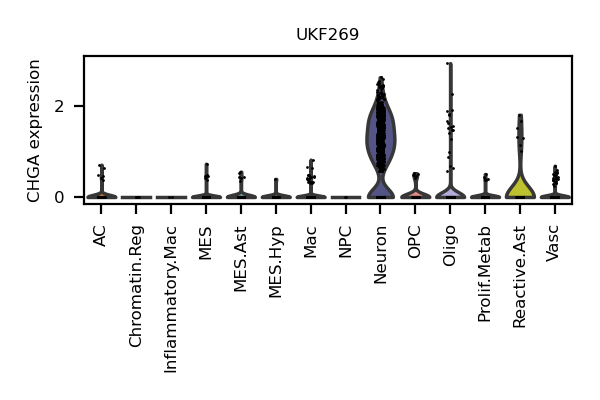 UKF269
CHGA expression
2
0
AC
Chromatin.Reg
Inflammatory.Mac
MES
MES.Ast
MES.Hyp
Mac
NPC
Neuron
OPC
Oligo
Prolif.Metab
Reactive.Ast
Vasc